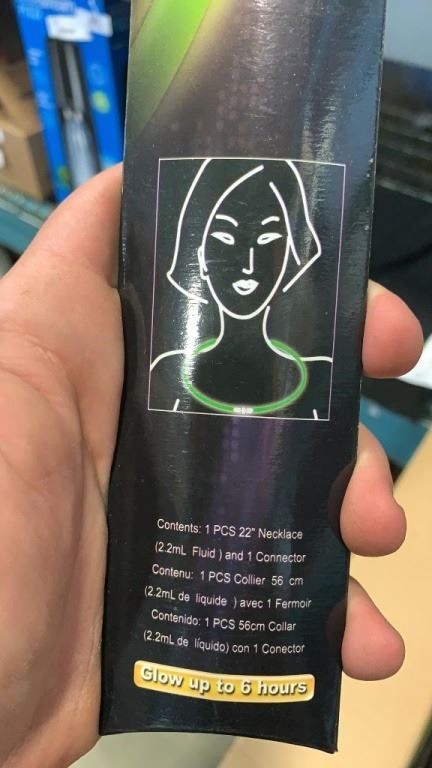 Contents: 1 PCS 22" Necklace
(2.2mL Fluid ) and 1 Connector
Contenu: 1 PCS Collier 56 cm
(2.2mL de liquide ) avec 1 Fermoir
Contenido: 1 PCS 56cm Collar
(2.2mL de líquido) con 1 Conector
Glow up to 6 hours